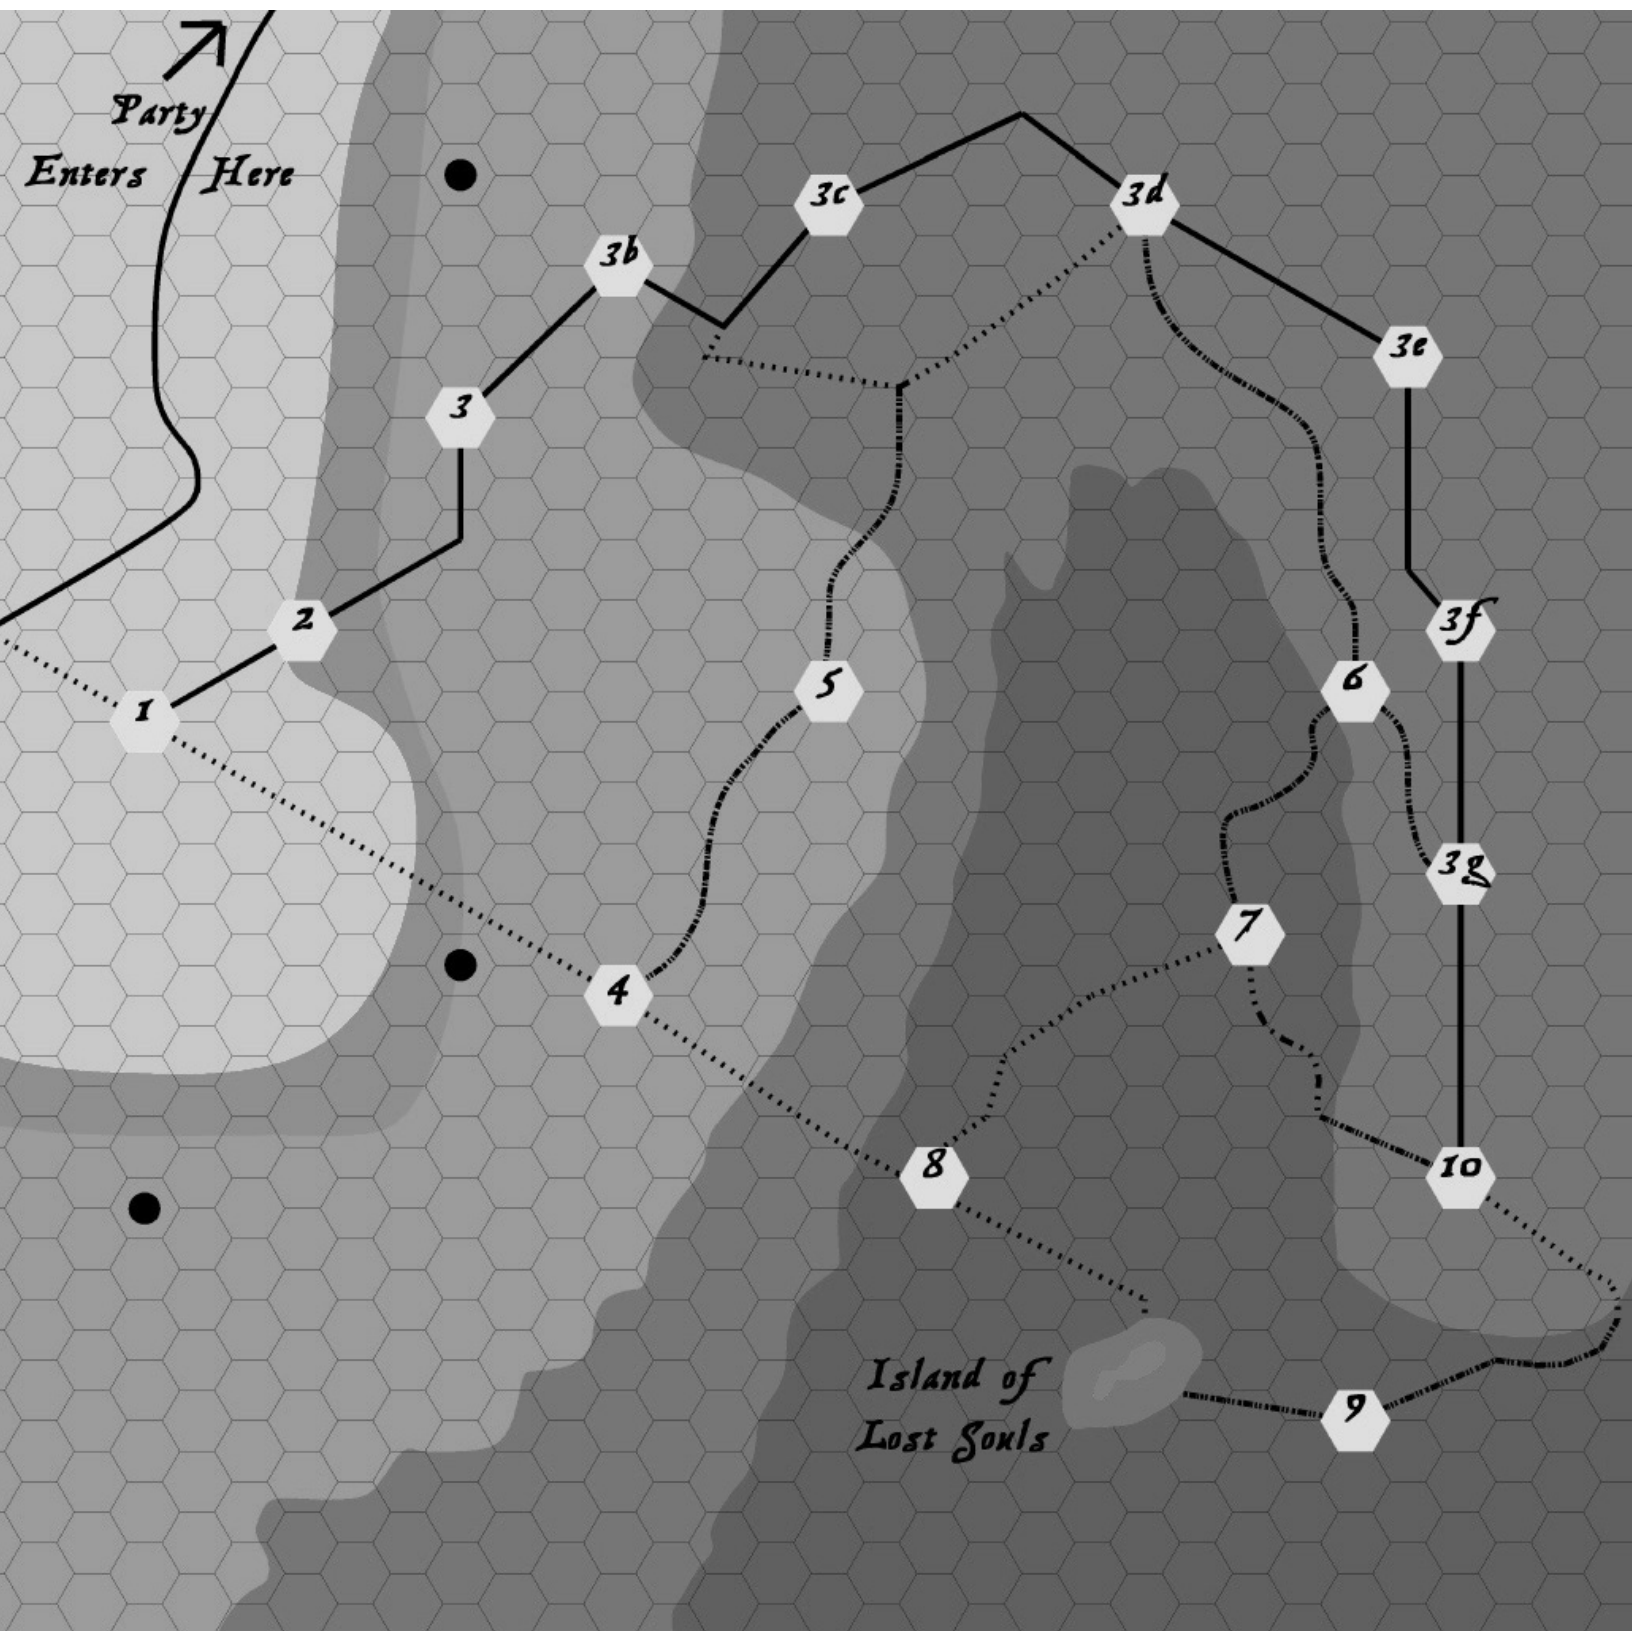 Party
Enters Here
3c
3d
3b
3e
3
2
3f
5
6
1
3g
7
4
8
10
Island of
Lost Souls
9